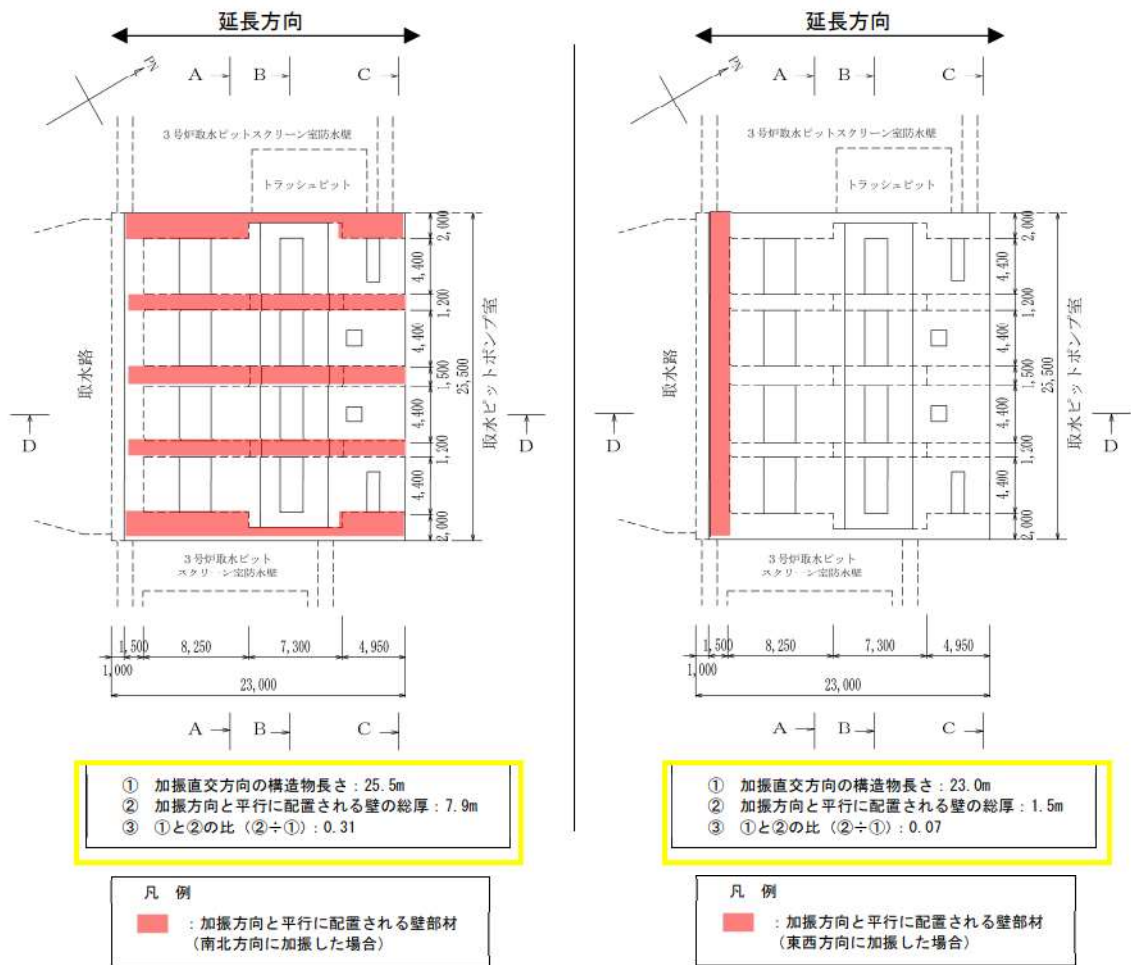 延長方向
PN
A
B
C
3号炉取水ピットスクリーン室防水壁
トラッシュピット
取水路
取水ピットポンプ室
D
D
2,000
4,400
1,200
4,400
1,500
4,400
1,200
4,400
2,000
25,500
3号炉取水ピット
スクリーン室防水壁
1,500
8,250
7,300
4,950
1,000
23,000
A
B
C
① 加振直交方向の構造物長さ：25.5m
② 加振方向と平行に配置される壁の総厚：7.9m
③ ①と②の比（②÷①）：0.31
凡 例
：加振方向と平行に配置される壁部材
（南北方向に加振した場合）
延長方向
PN
A
B
C
3号炉取水ピットスクリーン室防水壁
トラッシュピット
取水路
取水ピットポンプ室
D
D
2,000
4,400
1,200
4,400
1,500
4,400
1,200
4,400
2,000
25,500
3号炉取水ピット
スクリーン室防水壁
1,500
8,250
7,300
4,950
1,000
23,000
A
B
C
① 加振直交方向の構造物長さ：23.0m
② 加振方向と平行に配置される壁の総厚：1.5m
③ ①と②の比（②÷①）：0.07
凡 例
：加振方向と平行に配置される壁部材
（東西方向に加振した場合）